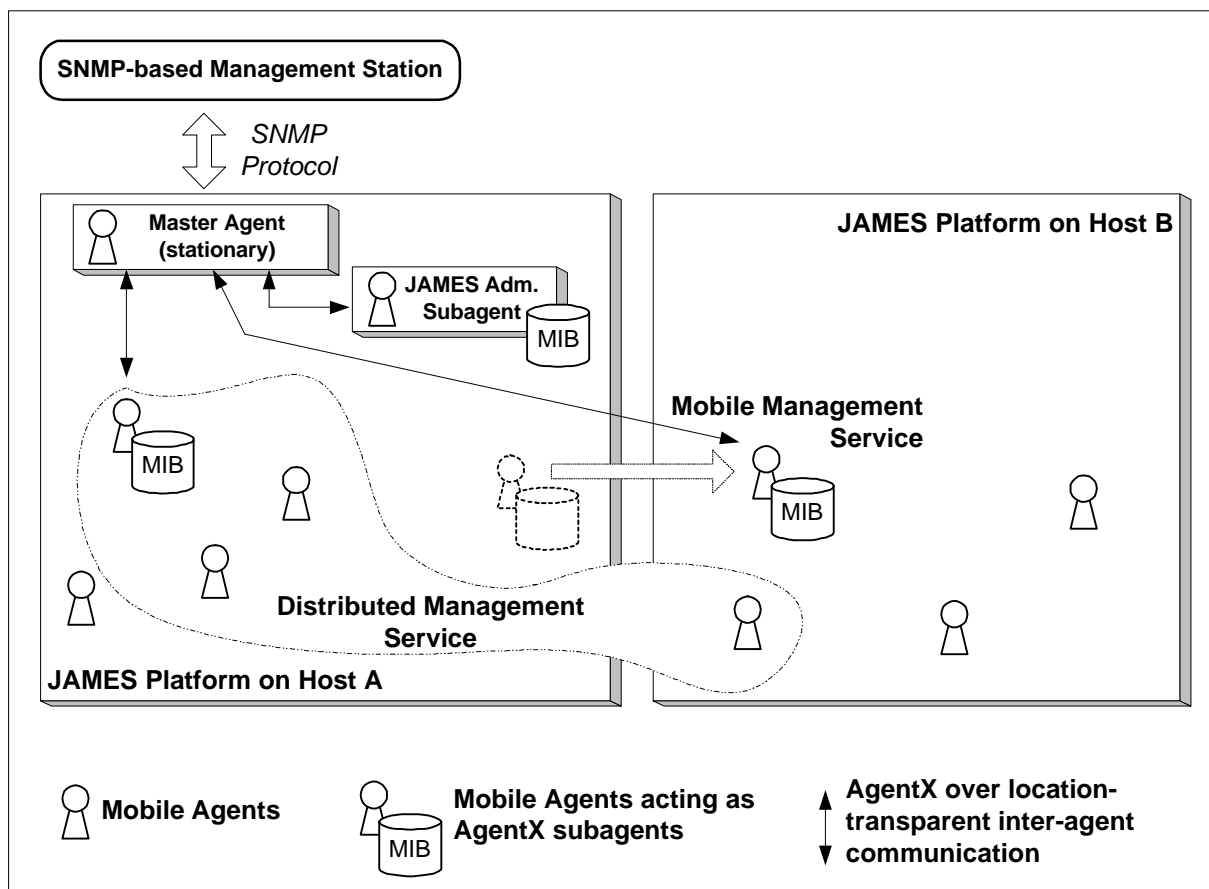 SNMP-based Management Station
SNMP
Protocol
Master Agent
(stationary)
JAMES Adm.
Subagent
MIB
JAMES Platform on Host B
MIB
Mobile Management
Service
MIB
Distributed Management
Service
JAMES Platform on Host A
Mobile Agents
MIB
Mobile Agents acting as
AgentX subagents
AgentX over location-
transparent inter-agent
communication